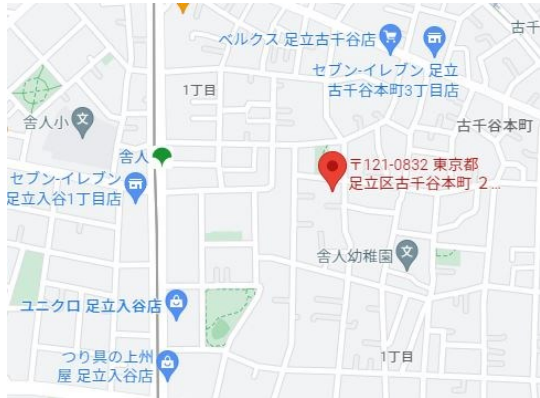 ベルクス 足立古千谷店
セブン-イレブン 足立
古千谷本町3丁目店
古千
1丁目
舎人小
古千谷本町
舎人
〒121-0832 東京都
足立区古千谷本町 2...
セブン-イレブン
足立入谷1丁目店
舎人幼稚園
ユニクロ 足立入谷店
つり具の上州
屋 足立入谷店
1丁目